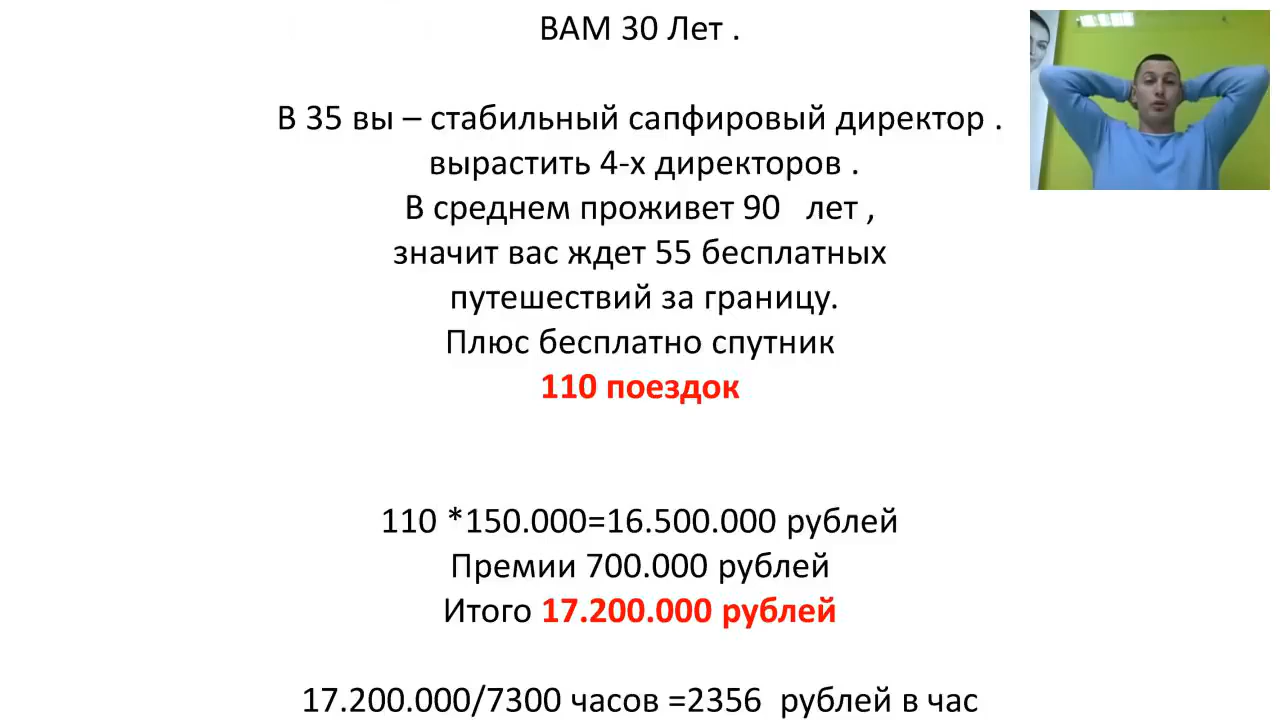 ВАМ 30 Лет .
В 35 вы – стабильный сапфировый директор .
вырастить 4-х директоров .
В среднем проживет 90 лет ,
значит вас ждет 55 бесплатных
путешествий за границу.
Плюс бесплатно спутник
110 поездок
110 *150.000=16.500.000 рублей
Премии 700.000 рублей
Итого 17.200.000 рублей
17.200.000/7300 часов =2356 рублей в час